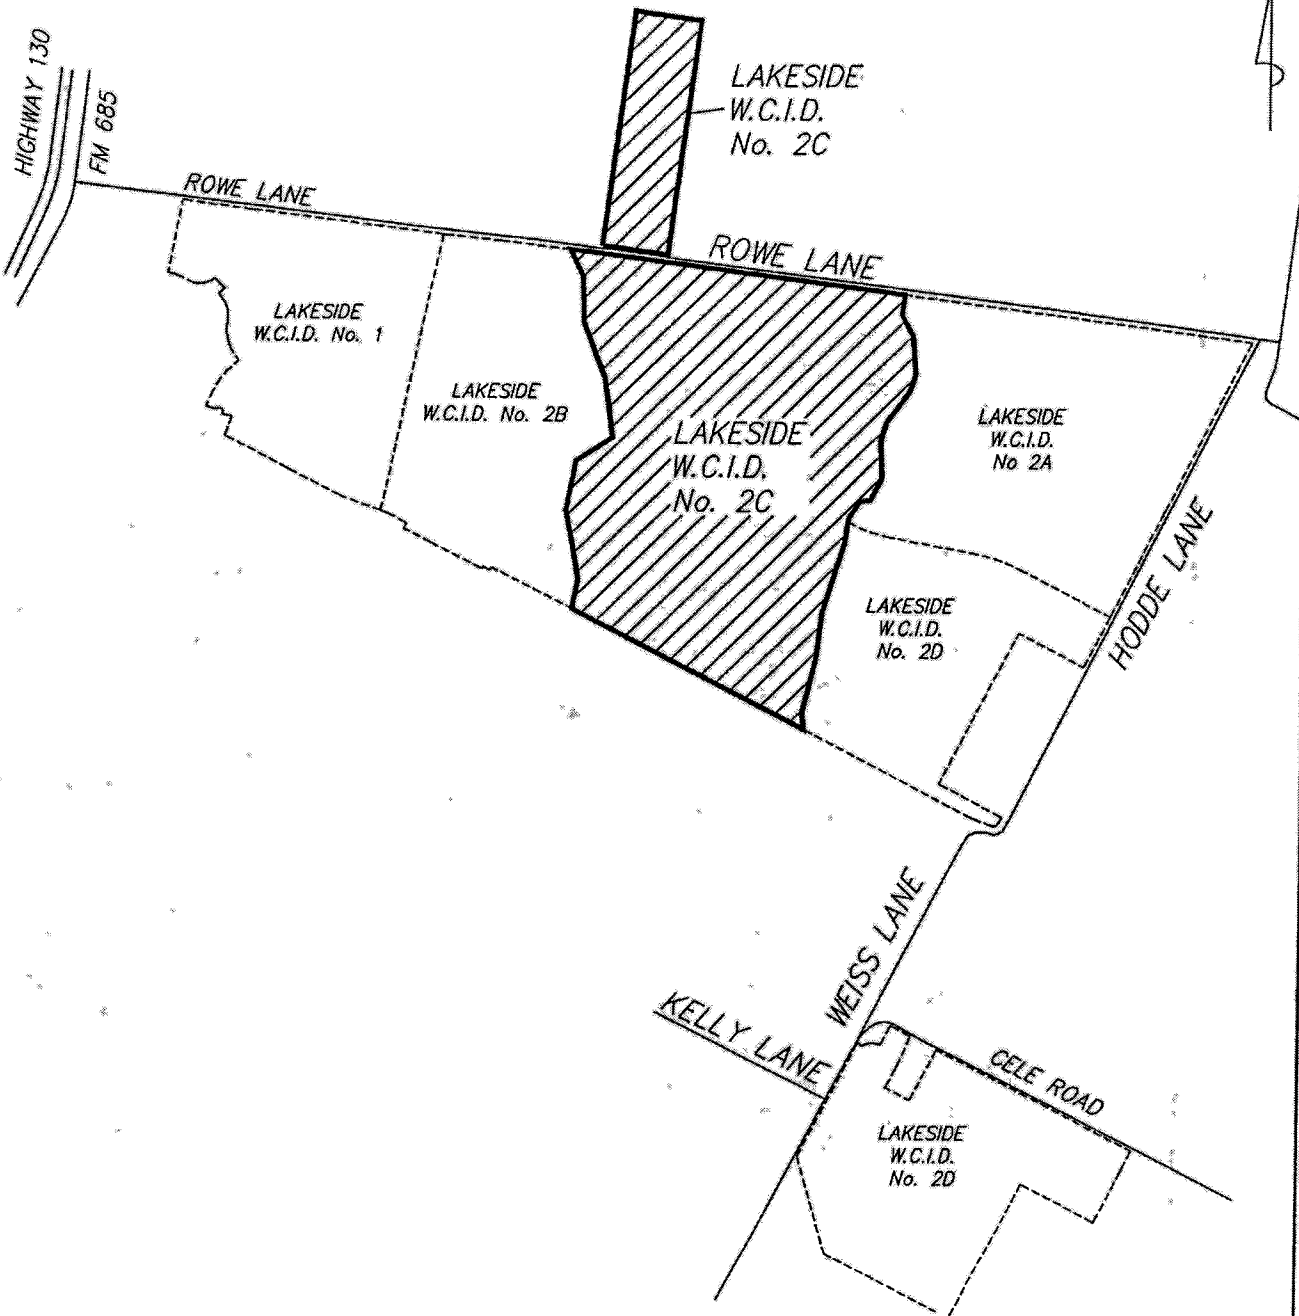 HIGHWAY 130
FM 685
LAKESIDE
W.C.I.D.
No. 2C
ROWE LANE
ROWE LANE
LAKESIDE
W.C.I.D. No. 1
LAKESIDE
W.C.I.D. No. 2B
LAKESIDE
W.C.I.D.
No. 2C
LAKESIDE
W.C.I.D.
No 2A
HODDE LANE
LAKESIDE
W.C.I.D.
No. 2D
WEISS LANE
KELLY LANE
CELE ROAD
LAKESIDE
W.C.I.D.
No. 2D